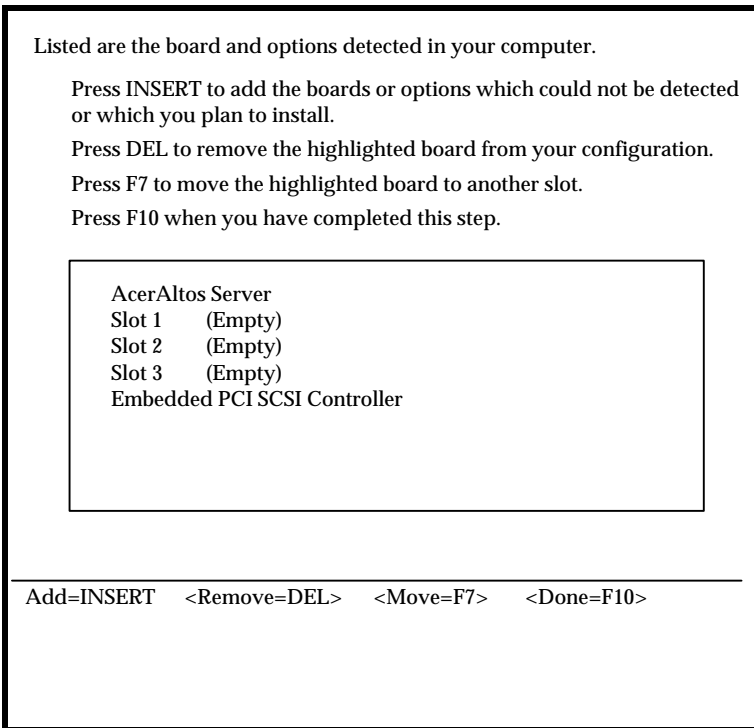 Listed are the board and options detected in your computer.
Press INSERT to add the boards or options which could not be detected
or which you plan to install.
Press DEL to remove the highlighted board from your configuration.
Press F7 to move the highlighted board to another slot.
Press F10 when you have completed this step.
AcerAltos Server
Slot 1 (Empty)
Slot 2 (Empty)
Slot 3 (Empty)
Embedded PCI SCSI Controller
Add=INSERT <Remove=DEL> <Move=F7> <Done=F10>